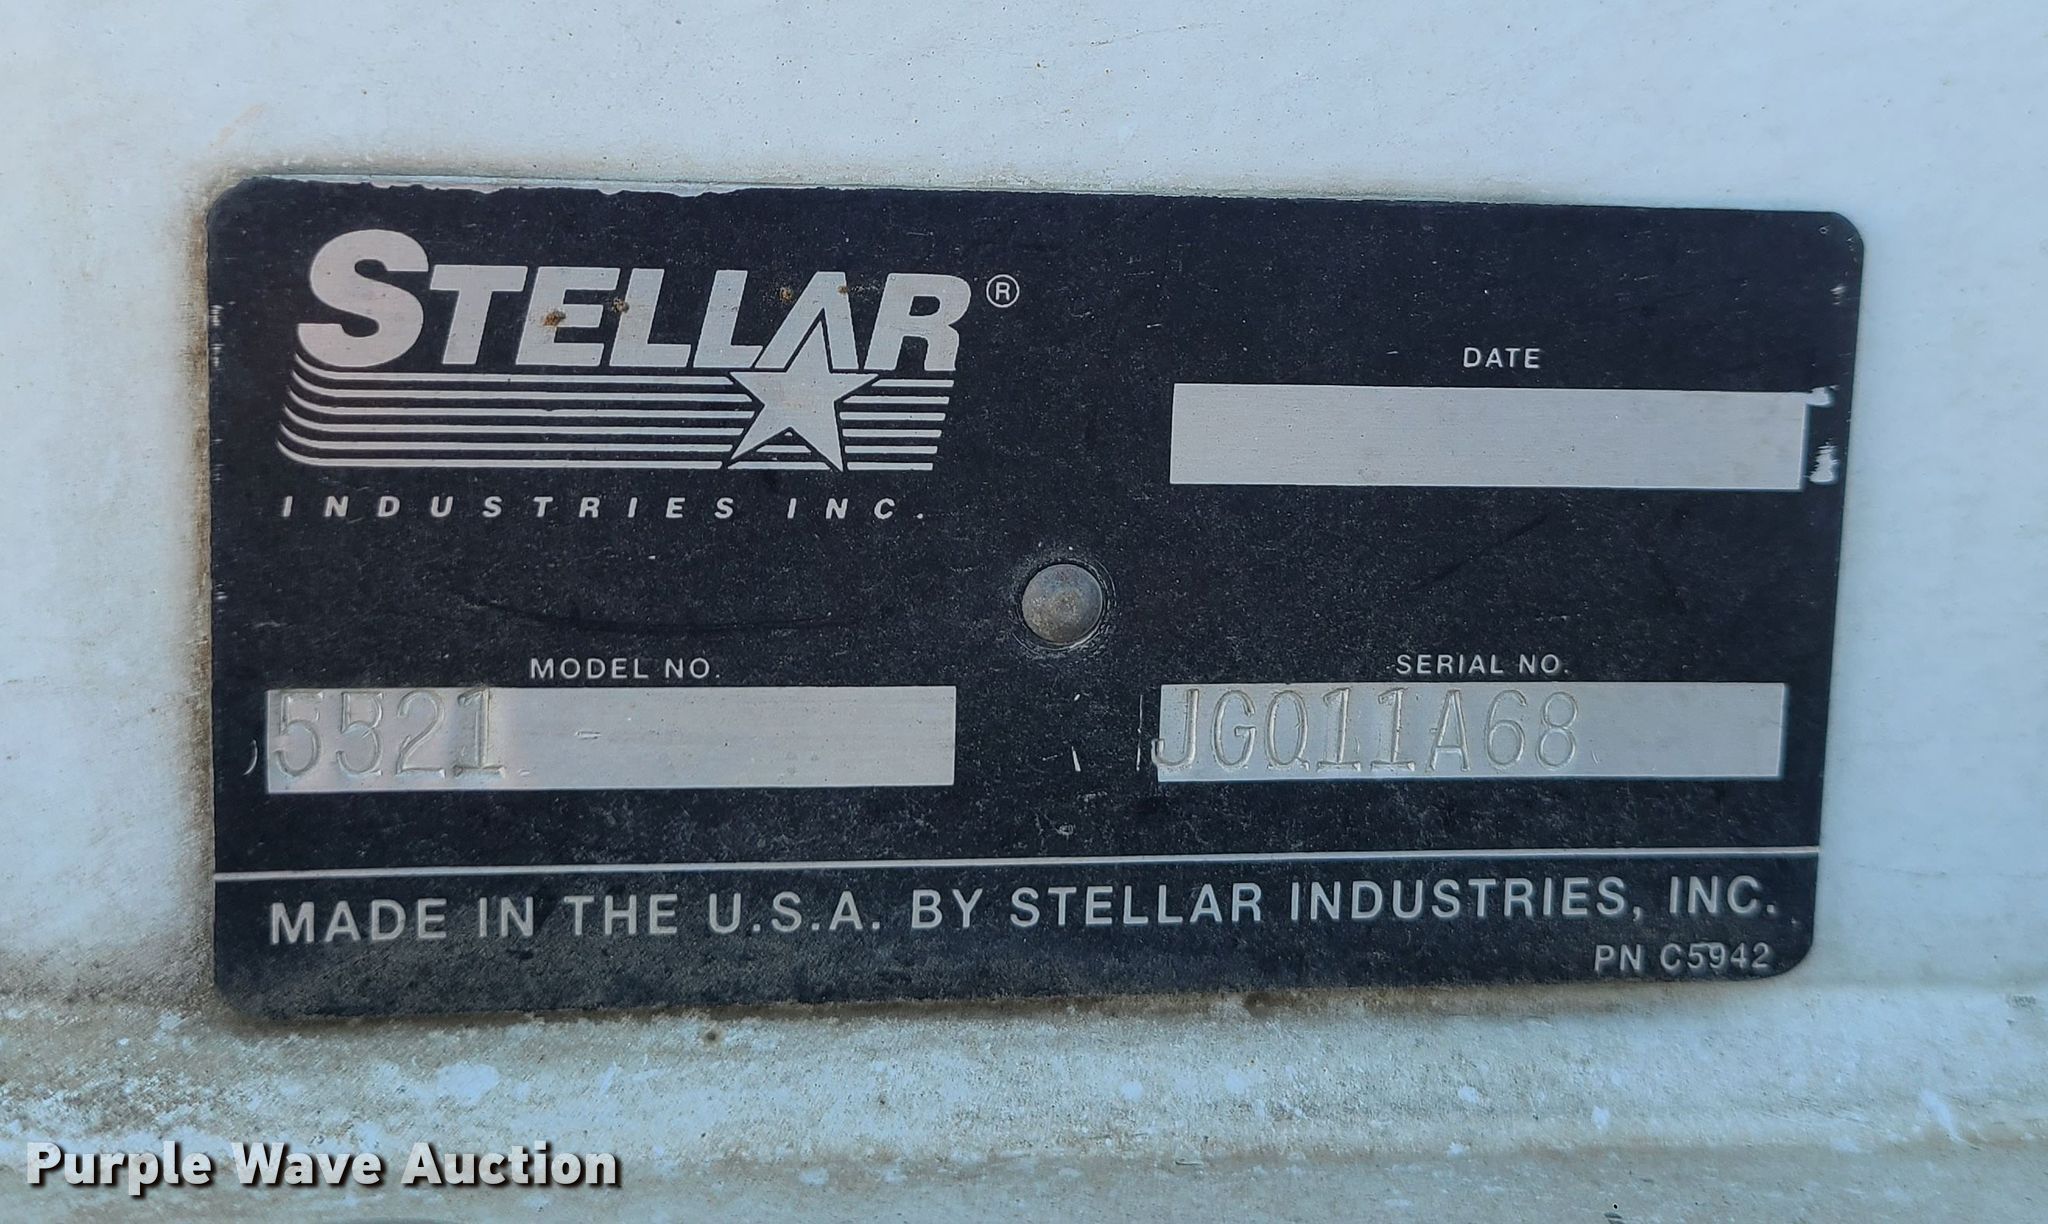 STELLAR®
INDUSTRIES INC.
DATE
MODEL NO.
5521
SERIAL NO.
JGQ11A68
MADE IN THE U.S.A. BY STELLAR INDUSTRIES, INC.
PN C5942
Purple Wave Auction